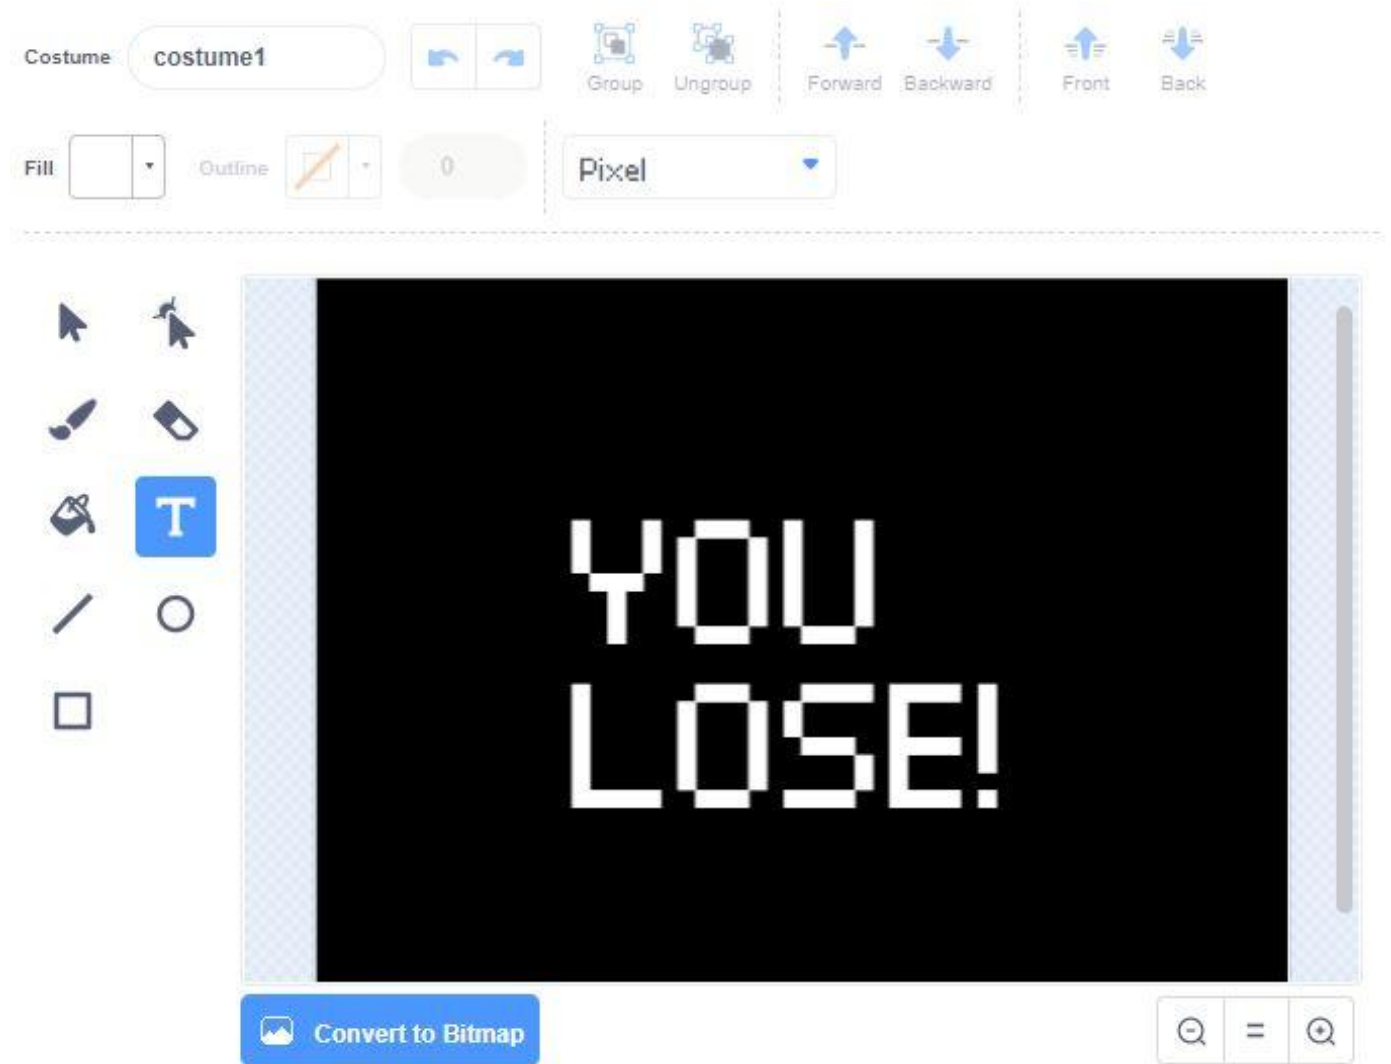 Costume costume1 Group Ungroup Forward Backward Front Back
Fill Outline 0 Pixel
T
YOU
LOSE!
Convert to Bitmap =